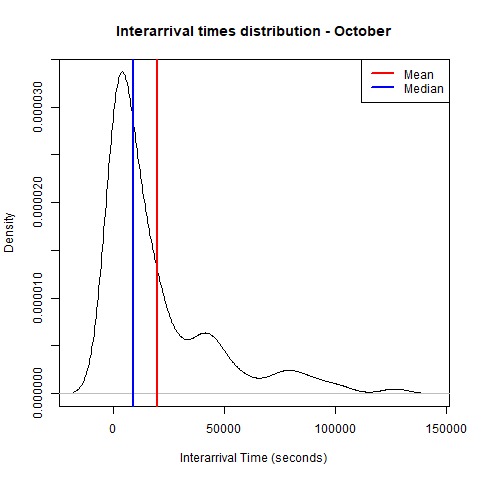 Interarrival times distribution - October
Mean
Median
Density
0.000030
0.000020
0.000010
0.000000
0 50000 100000 150000
Interarrival Time (seconds)